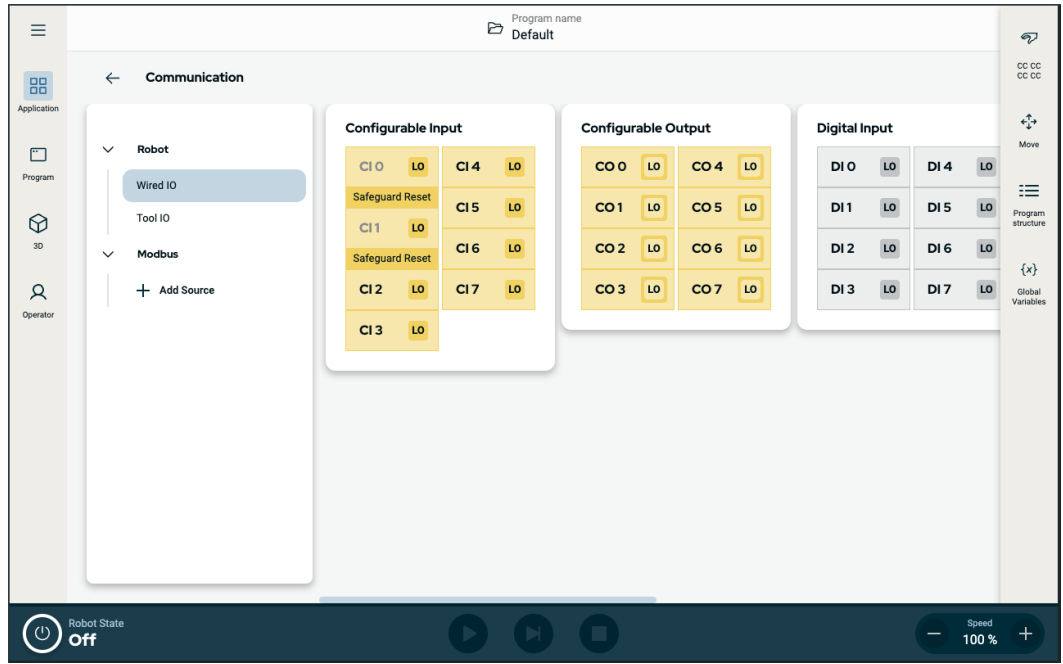 Program name
Default
Application
Program
3D
Operator
Communication
Robot
Wired IO
Tool IO
Modbus
Add Source
Configurable Input
CI 0 LO CI 4 LO
Safeguard Reset
CI 5 LO
CI 1 LO
CI 6 LO
Safeguard Reset
CI 2 LO CI 7 LO
CI 3 LO
Configurable Output
CO 0 LO CO 4 LO
CO 1 LO CO 5 LO
CO 2 LO CO 6 LO
CO 3 LO CO 7 LO
Digital Input
DI 0 LO DI 4 LO
DI 1 LO DI 5 LO
DI 2 LO DI 6 LO
DI 3 LO DI 7 LO
CC CC
CC CC
Move
Program
structure
{x}
Global
Variables
Robot State
Off
Speed
100 %